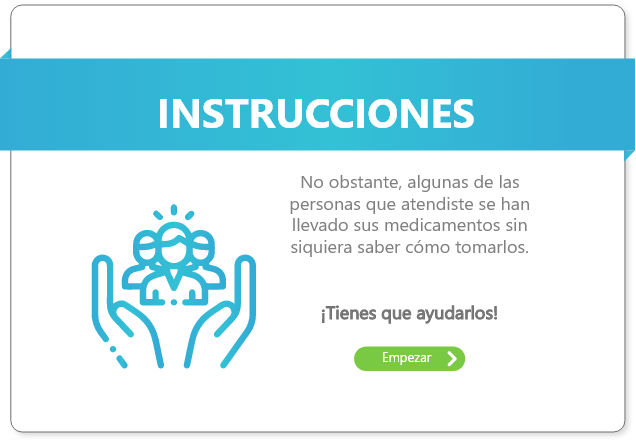 INSTRUCCIONES
No obstante, algunas de las
personas que atendiste se han
llevado sus medicamentos sin
siquiera saber cómo tomarlos.
¡Tienes que ayudarlos!
Empezar